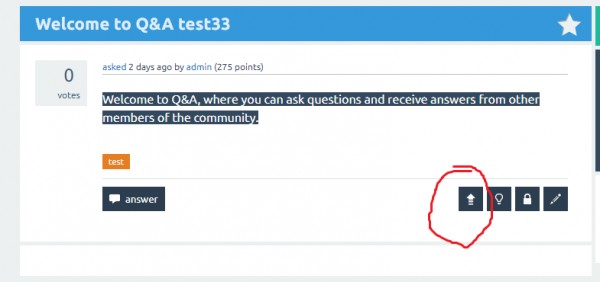 Welcome to Q&A test33
0
votes
asked 2 days ago by admin (275 points)
Welcome to Q&A, where you can ask questions and receive answers from other
members of the community.
test
answer